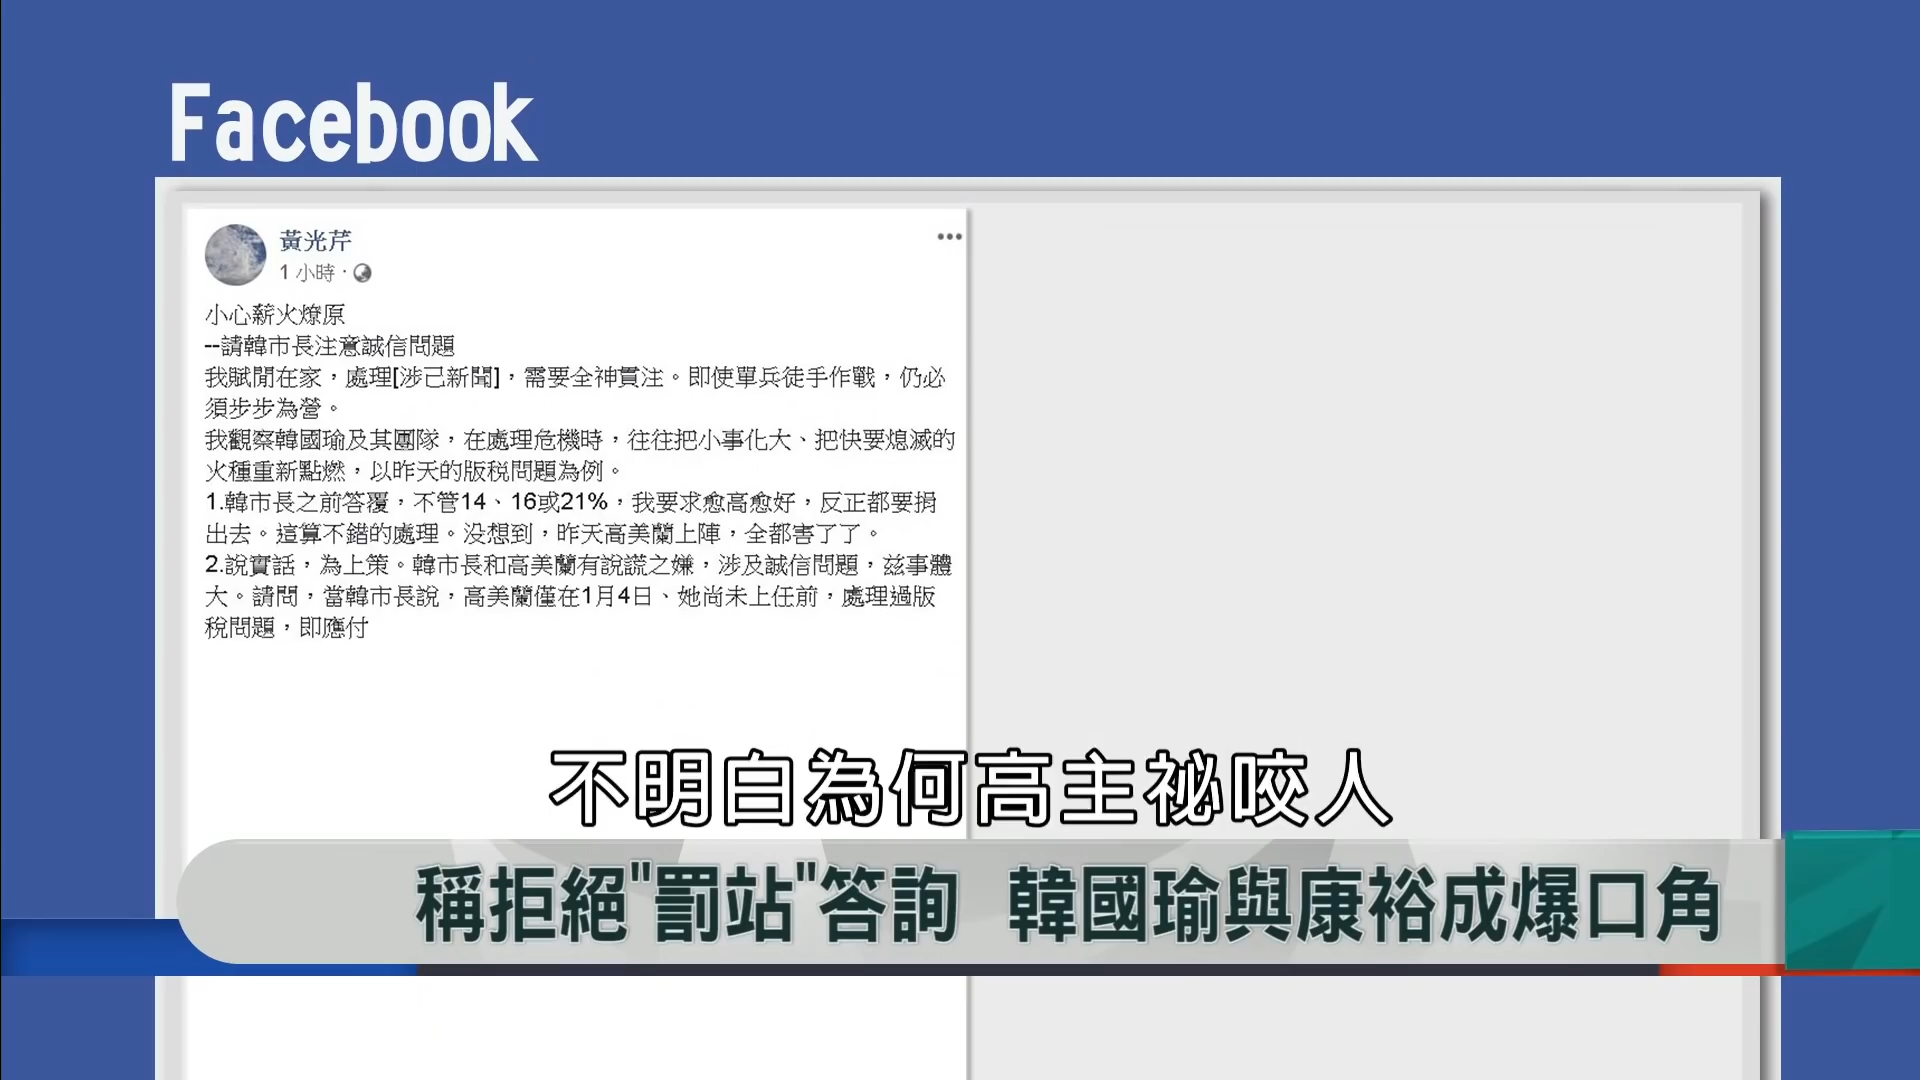 Facebook
黃光芹
1 小時 ·
小心薪火燎原
--請韓市長注意誠信問題
我賦閒在家，處理[涉己新聞]，需要全神貫注。即使單兵徒手作戰，仍必
須步步為營。
我觀察韓國瑜及其團隊，在處理危機時，往往把小事化大、把快要熄滅的
火種重新點燃，以昨天的版稅問題為例。
1.韓市長之前答覆，不管14、16或21%，我要求愈高愈好，反正都要捐
出去。這算不錯的處理。沒想到，昨天高美蘭上陣，全都害了了。
2.說實話，為上策。韓市長和高美蘭有說謊之嫌，涉及誠信問題，茲事體
大。請問，當韓市長說，高美蘭僅在1月4日、她尚未上任前，處理過版
稅問題，即應付
不明白為何高主祕咬人
稱拒絕"罰站"答詢 韓國瑜與康裕成爆口角